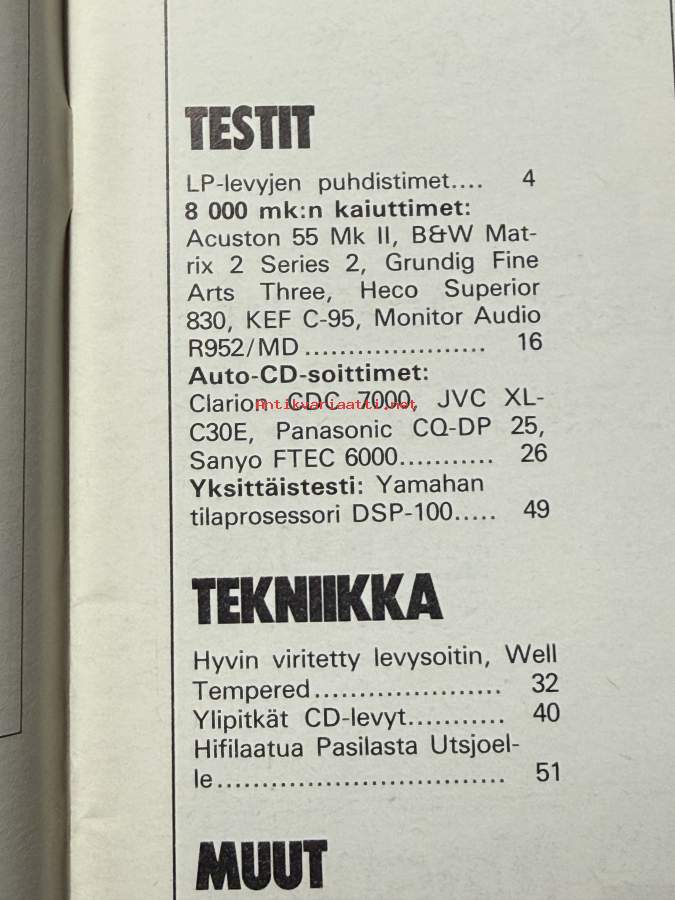 TESTIT
LP-levyjen puhdistimet.... 4
8 000 mk:n kaiuttimet:
Acuston 55 Mk II, B&W Mat-
rix 2 Series 2, Grundig Fine
Arts Three, Heco Superior
830, KEF C-95, Monitor Audio
R952/MD ..................... 16
Auto-CD-soittimet:
Clarion CDC 7000, JVC XL-
Antikvariaatti.net
C30E, Panasonic CQ-DP 25,
Sanyo FTEC 6000........... 26
Yksittäistesti: Yamahan
tilaprosessori DSP-100..... 49
TEKNIIKKA
Hyvin viritetty levysoitin, Well
Tempered..................... 32
Ylipitkät CD-levyt........... 40
Hifilaatua Pasilasta Utsjoel-
le................................ 51
MUUT